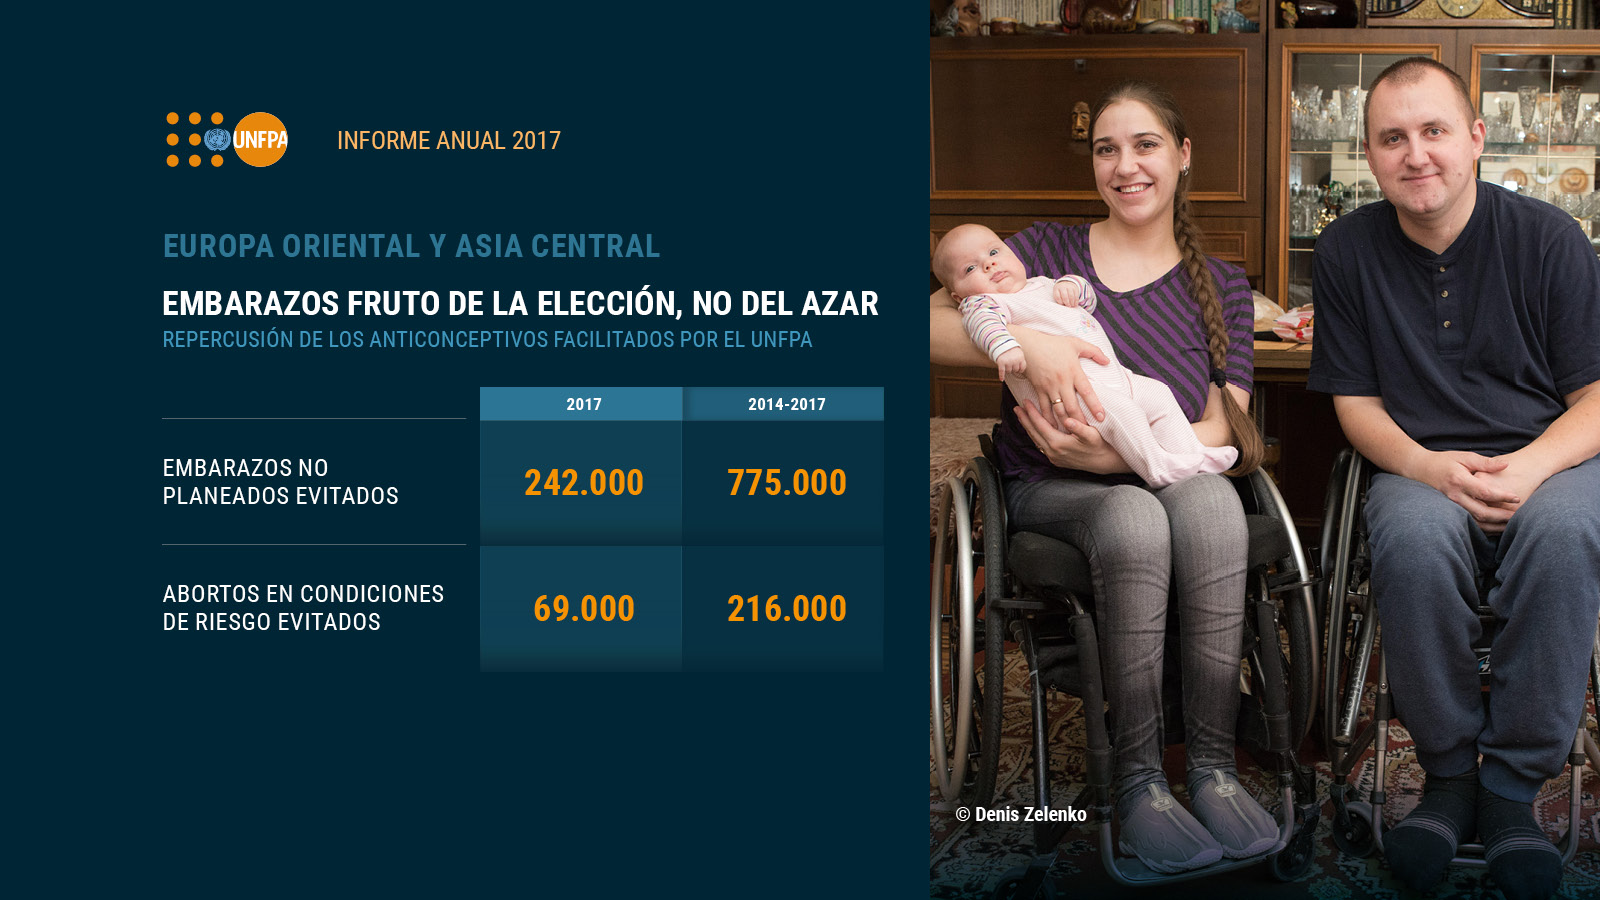 UNFPA
INFORME ANUAL 2017
EUROPA ORIENTAL Y ASIA CENTRAL
EMBARAZOS FRUTO DE LA ELECCIÓN, NO DEL AZAR
REPERCUSIÓN DE LOS ANTICONCEPTIVOS FACILITADOS POR EL UNFPA
2017 2014-2017
EMBARAZOS NO
PLANEADOS EVITADOS
242.000 775.000
ABORTOS EN CONDICIONES
DE RIESGO EVITADOS
69.000 216.000
© Denis Zelenko